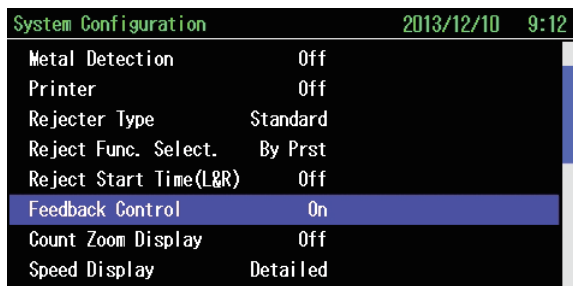 System Configuration 2013/12/10 9:12
Metal Detection Off
Printer Off
Rejecter Type Standard
Reject Func. Select. By Prst
Reject Start Time(L&R) Off
Feedback Control On
Count Zoom Display Off
Speed Display Detailed